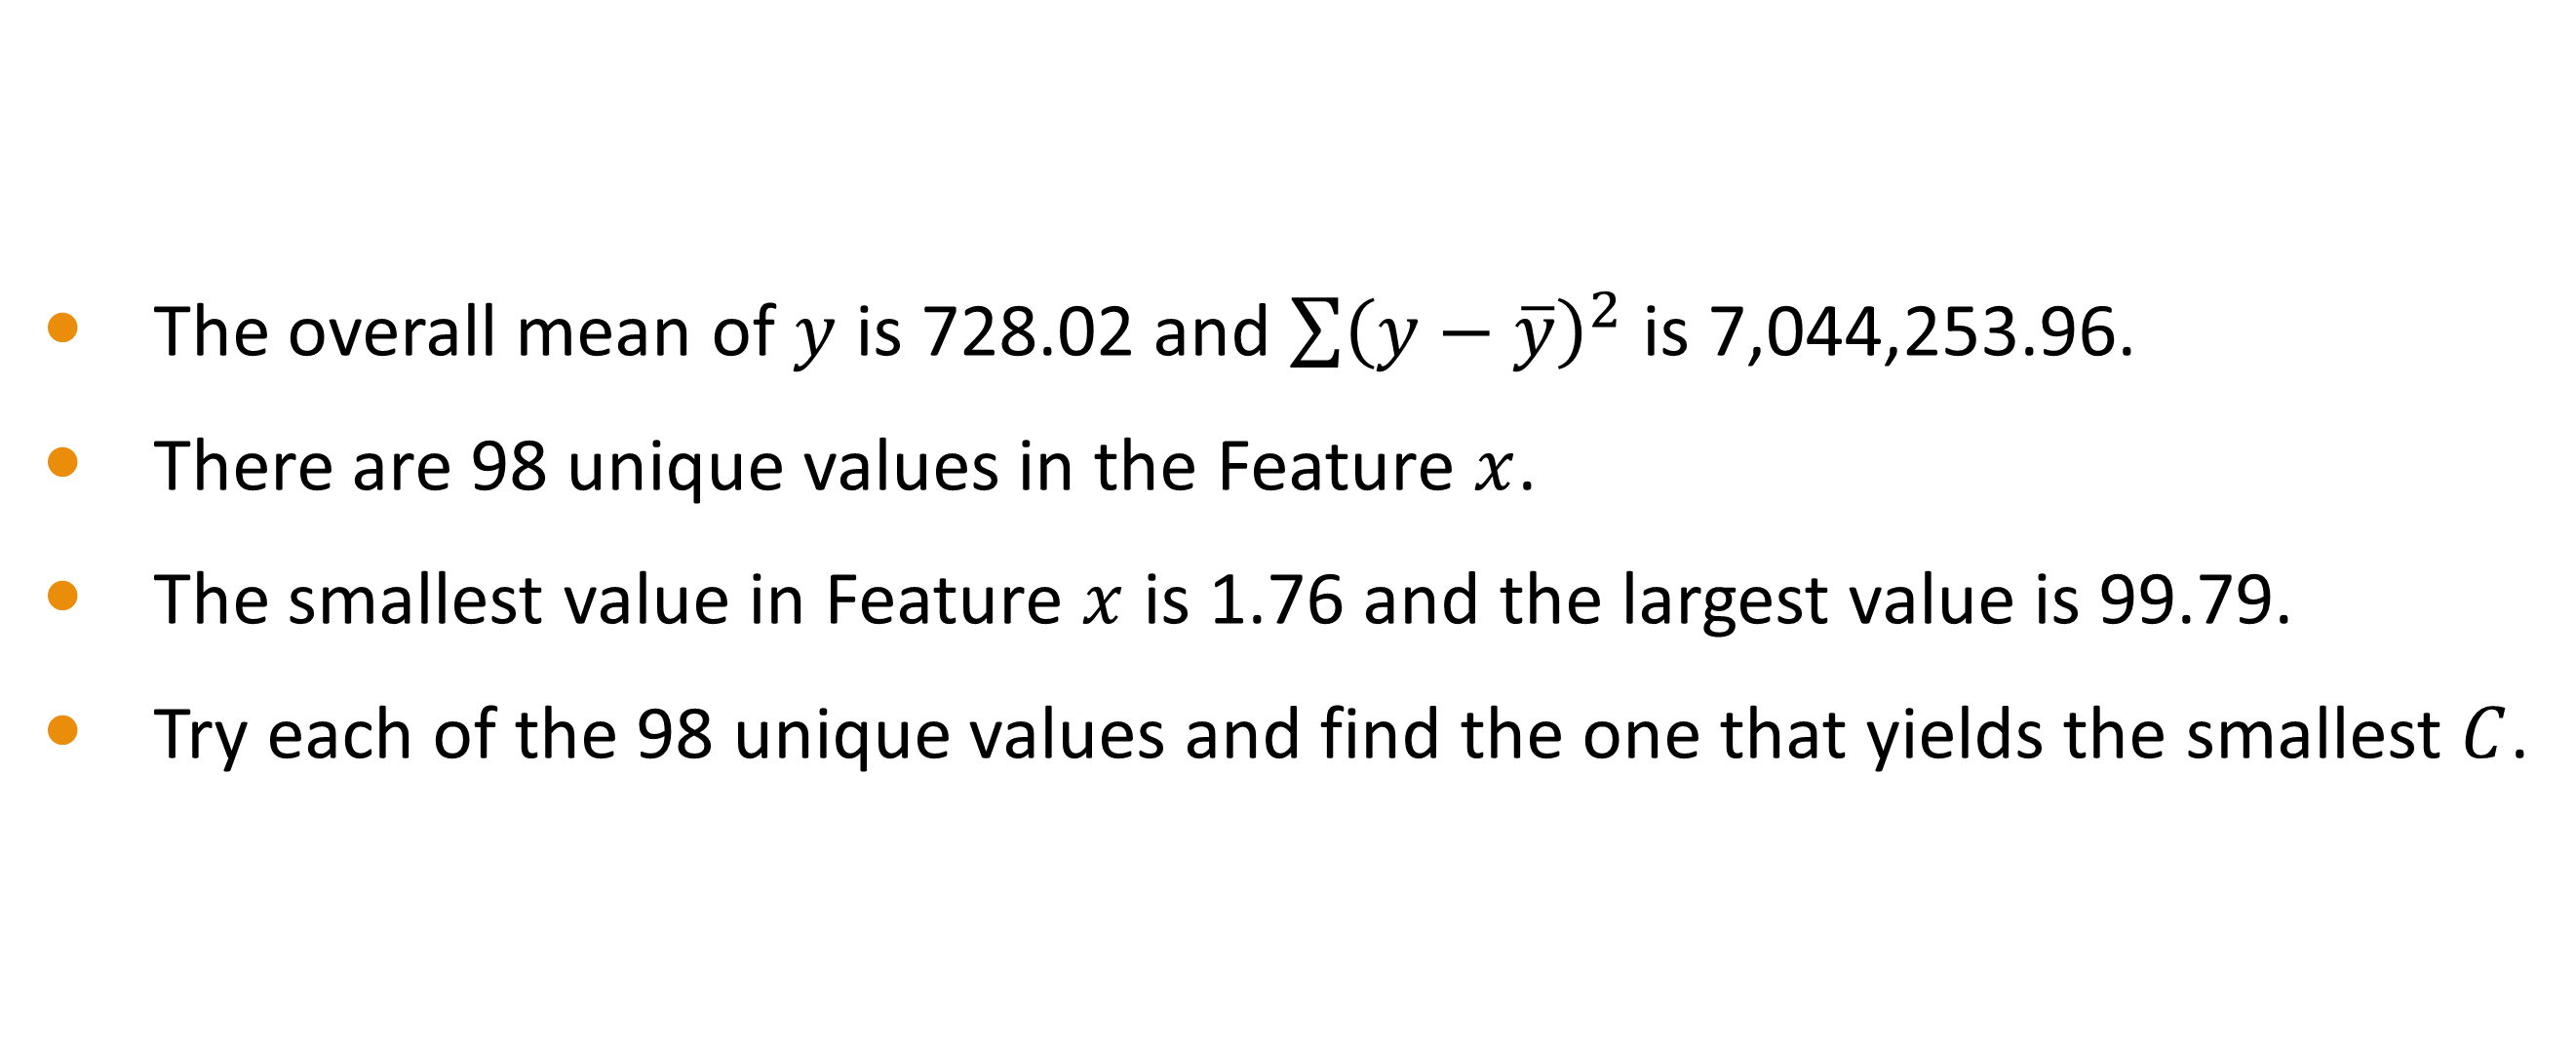 • The overall mean of 𝑦 is 728.02 and ∑(𝑦 − ȳ)² is 7,044,253.96.
• There are 98 unique values in the Feature 𝑥.
• The smallest value in Feature 𝑥 is 1.76 and the largest value is 99.79.
• Try each of the 98 unique values and find the one that yields the smallest 𝐶.